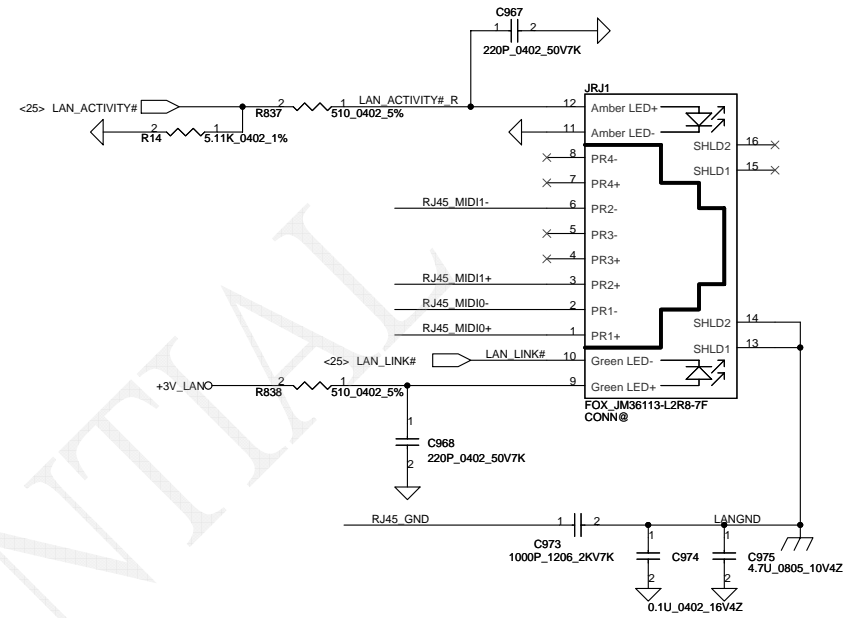 C967
1 2
220P_0402_50V7K
JRJ1
<25> LAN_ACTIVITY# 2 1 LAN_ACTIVITY#_R 12 Amber LED+
R837 510_0402_5%
2 1 11 Amber LED-
R14 5.11K_0402_1%
SHLD2 16
8 PR4-
SHLD1 15
7 PR4+
RJ45_MIDI1- 6 PR2-
5 PR3-
4 PR3+
RJ45_MIDI1+ 3 PR2+
RJ45_MIDI0- 2 PR1-
SHLD2 14
RJ45_MIDI0+ 1 PR1+
SHLD1 13
<25> LAN_LINK# LAN_LINK# 10 Green LED-
+3V_LAN 2 1 9 Green LED+
R838 510_0402_5%
FOX_JM36113-L2R8-7F
CONN@
1
C968
220P_0402_50V7K
2
RJ45_GND 1 2 LANGND
C973
1000P_1206_2KV7K
1 1
C974 C975
4.7U_0805_10V4Z
2 2
0.1U_0402_16V4Z
NTIAL